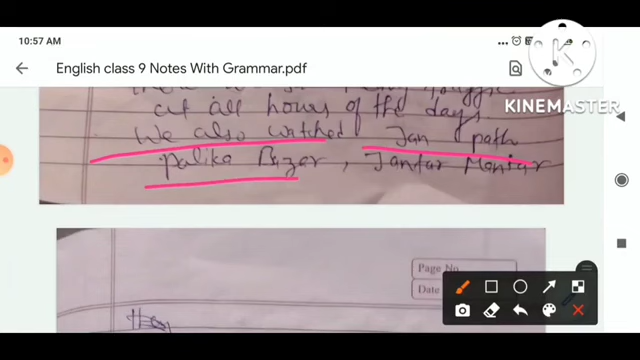 10:57 AM
English class 9 Notes With Grammar.pdf
KINEMASTER
at all hours of the days
We also watched Jan path
Palika Bazar, Jantar Mantar
Page No.
Date